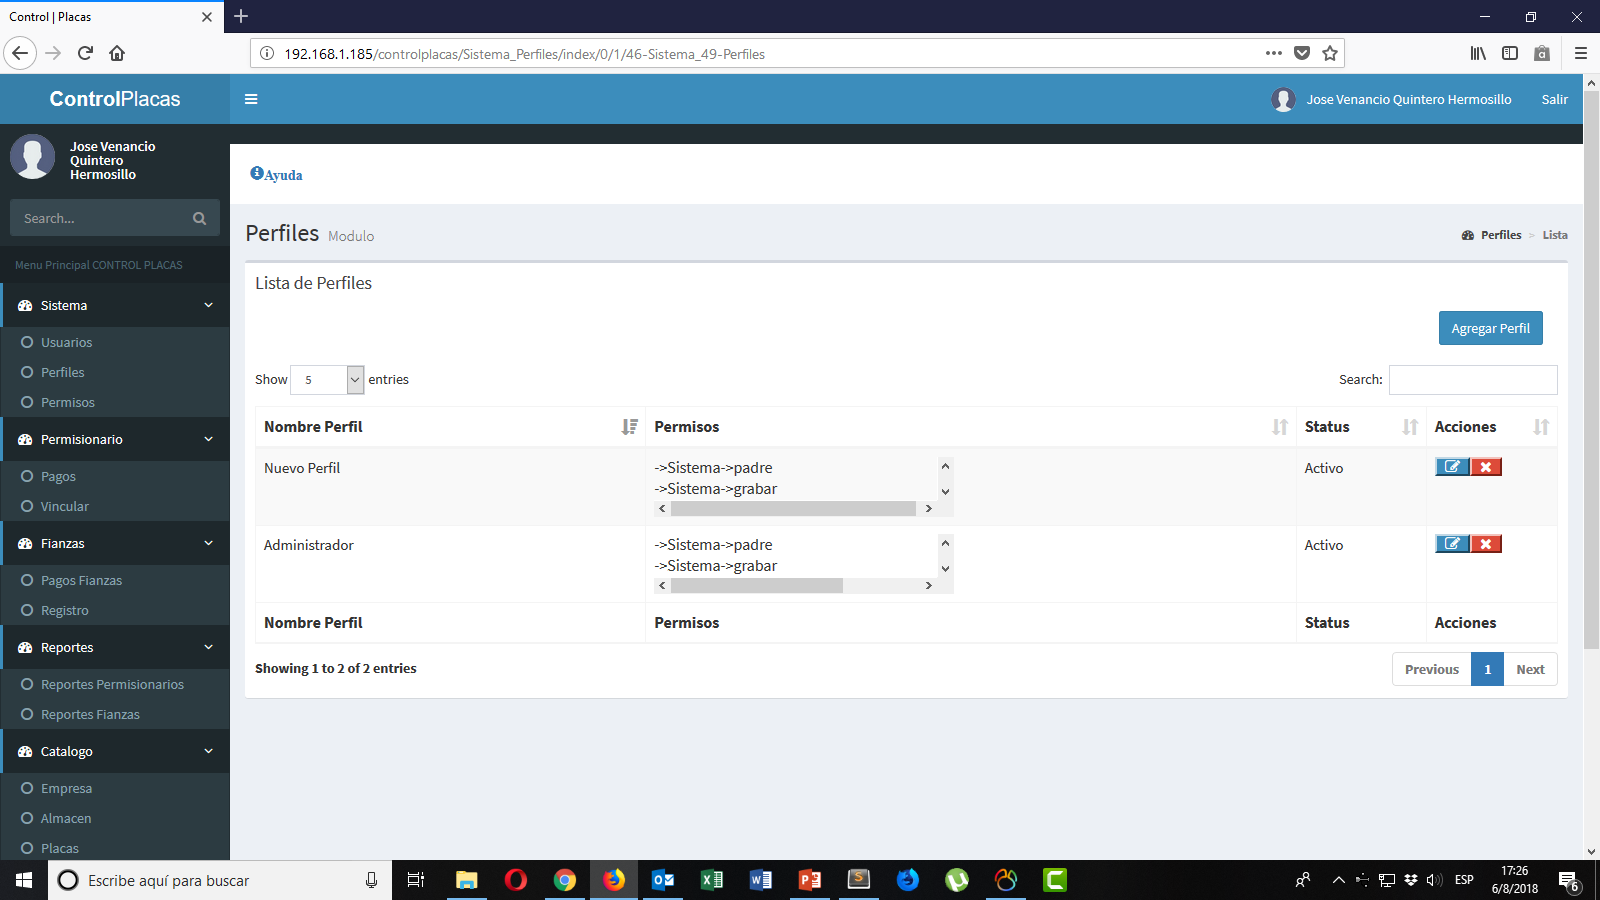 Control | Placas
192.168.1.185/controlplacas/Sistema_Perfiles/index/0/1/46-Sistema_49-Perfiles
ControlPlacas
Jose Venancio Quintero Hermosillo
Salir
Jose Venancio
Quintero
Hermosillo
Search...
Menu Principal CONTROL PLACAS
Sistema
Usuarios
Perfiles
Permisos
Permisionario
Pagos
Vincular
Fianzas
Pagos Fianzas
Registro
Reportes
Reportes Permisionarios
Reportes Fianzas
Catalogo
Empresa
Almacen
Placas
Ayuda
Perfiles Modulo
Perfiles > Lista
Lista de Perfiles
Agregar Perfil
Show 5 entries
Search:
Nombre Perfil Permisos Status Acciones
Nuevo Perfil ->Sistema->padre Activo
->Sistema->grabar
Administrador ->Sistema->padre Activo
->Sistema->grabar
Nombre Perfil Permisos Status Acciones
Showing 1 to 2 of 2 entries
Previous 1 Next
Escribe aquí para buscar
ESP
17:26
6/8/2018
6